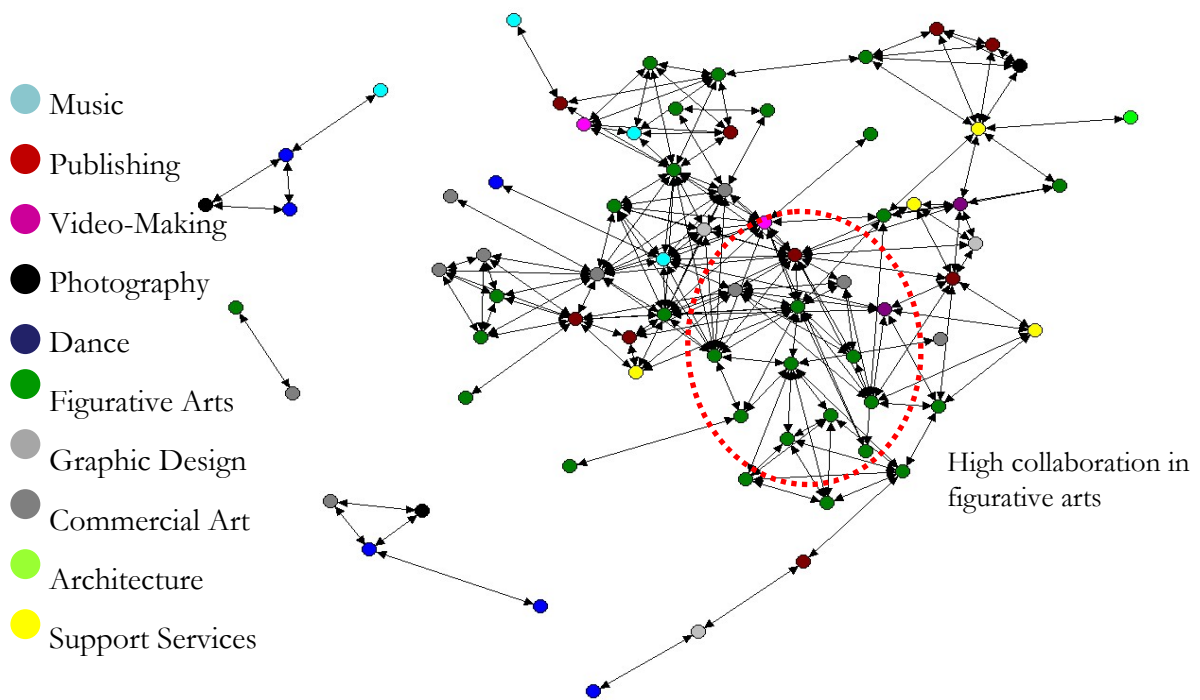 Music
Publishing
Video-Making
Photography
Dance
Figurative Arts
Graphic Design
Commercial Art
Architecture
Support Services
High collaboration in
figurative arts